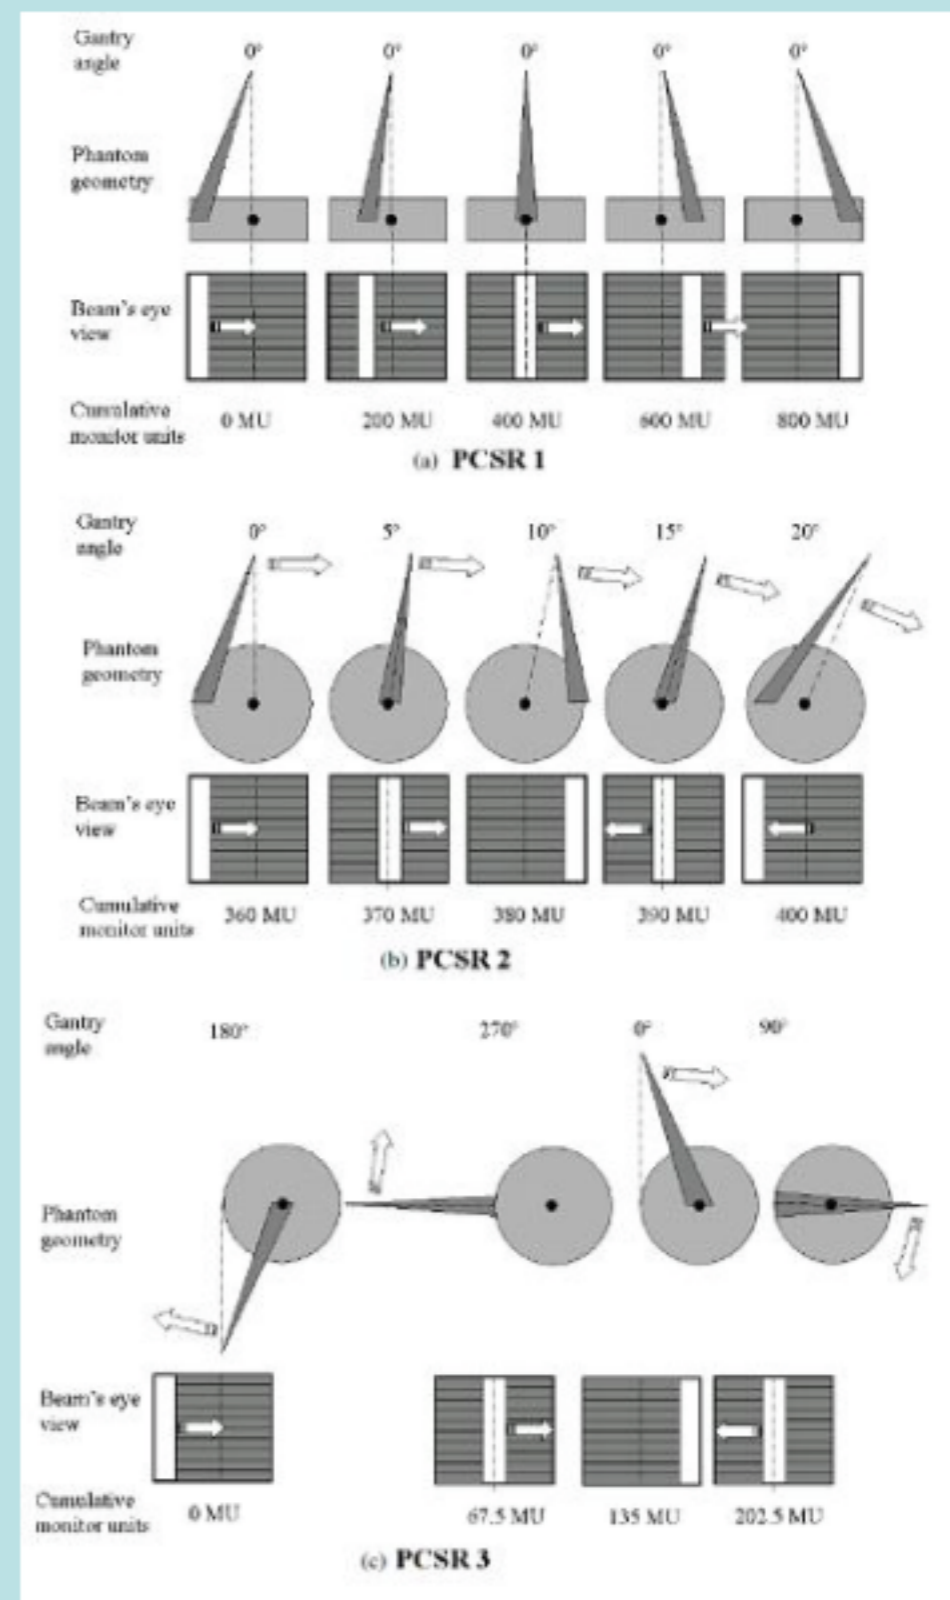 Gantry
angle
0° 0° 0° 0° 0°
Phantom
geometry
Beam's eye
view
Cumulative
monitor units
0 MU 200 MU 400 MU 600 MU 800 MU
(a) PCSR 1
Gantry
angle
0° 5° 10° 15° 20°
Phantom
geometry
Beam's eye
view
Cumulative
monitor units
360 MU 370 MU 380 MU 390 MU 400 MU
(b) PCSR 2
Gantry
angle
180° 270° 0° 90°
Phantom
geometry
Beam's eye
view
Cumulative
monitor units
0 MU 67.5 MU 135 MU 202.5 MU
(c) PCSR 3